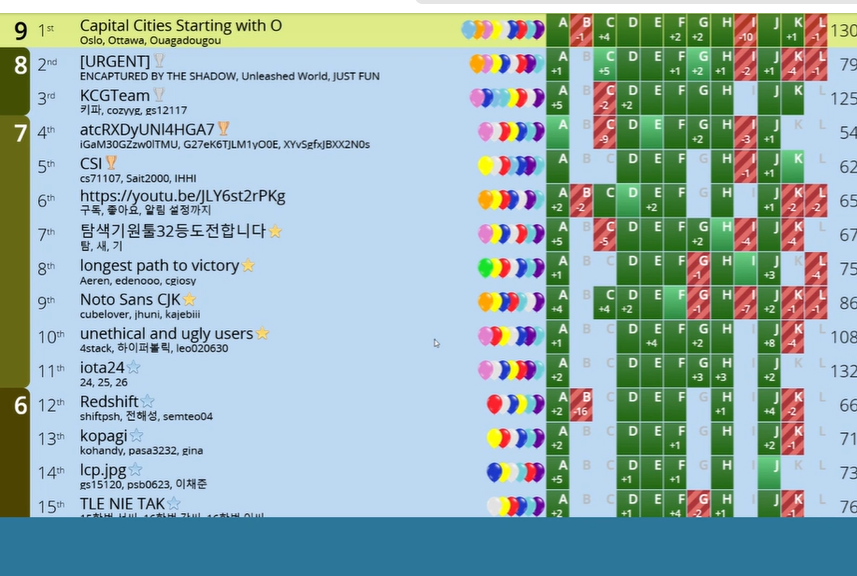 9 1st Capital Cities Starting with O A B C D E F G H I J K L 130
Oslo, Ottawa, Ouagadougou -1 +4 +2 +2 -10 +1 -1
8 2nd [URGENT] A B C D E F G H I J K L 79
ENCAPTURED BY THE SHADOW, Unleashed World, JUST FUN +1 +5 +1 +2 +1 -2 +1 -4 -1
3rd KCGTeam A B C D E F G H I J K L 125
키파, cozyyg, gs12117 +5 -2 +2
7 4th atcRXDyUNl4HGA7 A B C D E F G H I J K L 54
iGaM30GZzw0lTMU, G27eK6TJLM1yO0E, XYvSgfxJBXX2N0s -9 +2 -3 +1
5th CSI A B C D E F G H I J K L 62
cs71107, Sait2000, IHHI -1 +1
6th https://youtu.be/JLY6st2rPKg A B C D E F G H I J K L 65
구독, 좋아요, 알림 설정까지 +2 -2 +2 +1 -2 -2
7th 탐색기원툴32등도전합니다 A B C D E F G H I J K L 67
탐, 새, 기 +5 -5 +2 -4 -4
8th longest path to victory A B C D E F G H I J K L 75
Aeren, edenooo, cgiosy +1 -1 +3 -4
9th Noto Sans CJK A B C D E F G H I J K L 86
cubelover, jhuni, kajebiii +4 +4 +2 -1 -7 +2 -1 -1
10th unethical and ugly users A B C D E F G H I J K L 108
4stack, 하이퍼볼릭, leo020630 +1 +4 +2 +8 -4
11th iota24 A B C D E F G H I J K L 132
24, 25, 26 +2 +3 +3 +2
6 12th Redshift A B C D E F G H I J K L 66
shiftpsh, 전해성, semteo04 +2 -16 +1 +4 -2
13th kopagi A B C D E F G H I J K L 71
kohandy, pasa3232, gina +2 +1 +2 -1
14th lcp.jpg A B C D E F G H I J K L 73
gs15120, psb0623, 이채준 +5 +1 +1
15th TLE NIE TAK A B C D E F G H I J K L 76
+2 +1 +4 -2 +1 -1